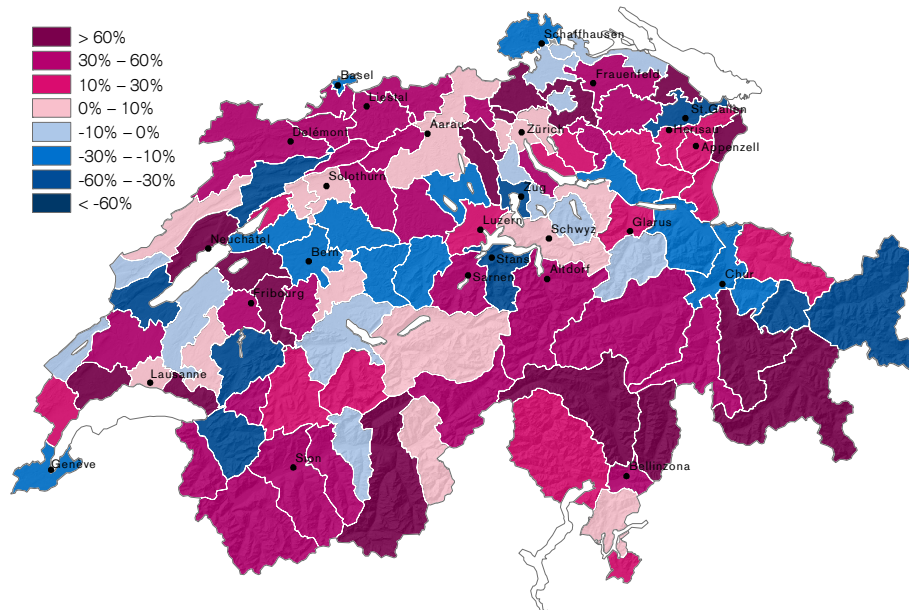 > 60%
30% – 60%
10% – 30%
0% – 10%
-10% – 0%
-30% – -10%
-60% – -30%
< -60%
Schaffhausen
Basel
Frauenfeld
Liestal
St.Gallen
Aarau
Zürich
Herisau
Delémont
Appenzell
Solothurn
Zug
Luzern
Glarus
Schwyz
Neuchâtel
Bern
Stans
Sarnen
Altdorf
Chur
Fribourg
Lausanne
Sion
Genève
Bellinzona